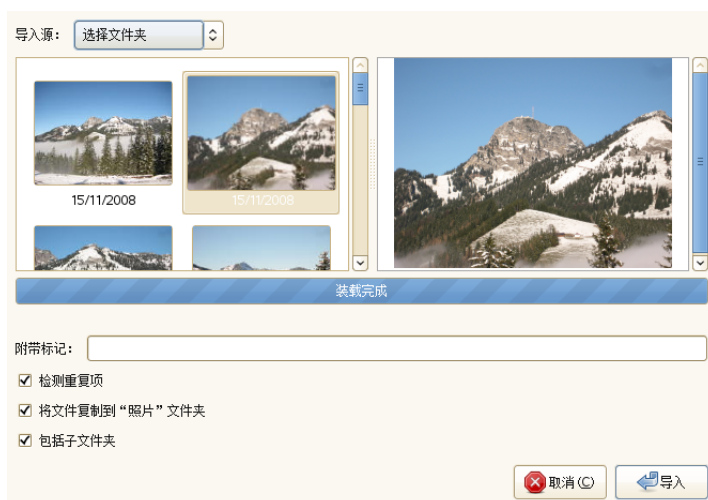 导入源： 选择文件夹
15/11/2008 15/11/2008
装载完成
附带标记：
检测重复项
将文件复制到“照片”文件夹
包括子文件夹
取消(C) 导入